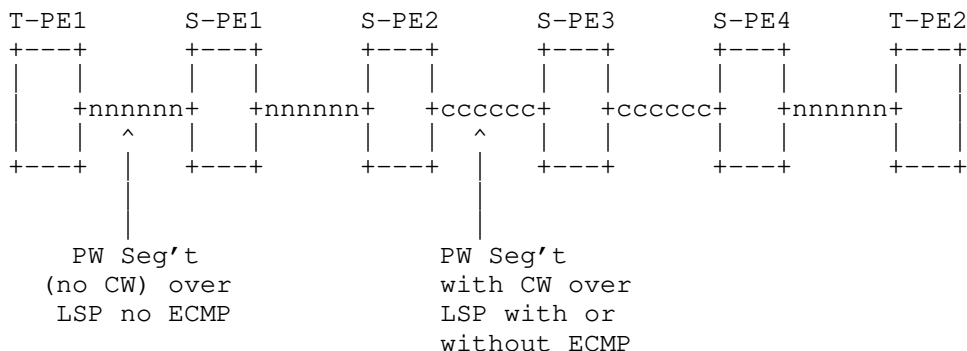 T-PE1        S-PE1        S-PE2        S-PE3        S-PE4        T-PE2
+---+        +---+        +---+        +---+        +---+        +---+
|   |        |   |        |   |        |   |        |   |        |   |
|   +nnnnnn+   +nnnnnn+   +cccccc+   +cccccc+   +nnnnnn+   |
|   |   ^    |   |        |   |   ^    |   |        |   |        |   |
+---+   |    +---+        +---+   |    +---+        +---+        +---+
|                         |
|                         |
PW Seg't                  PW Seg't
(no CW) over              with CW over
LSP no ECMP               LSP with or
without ECMP